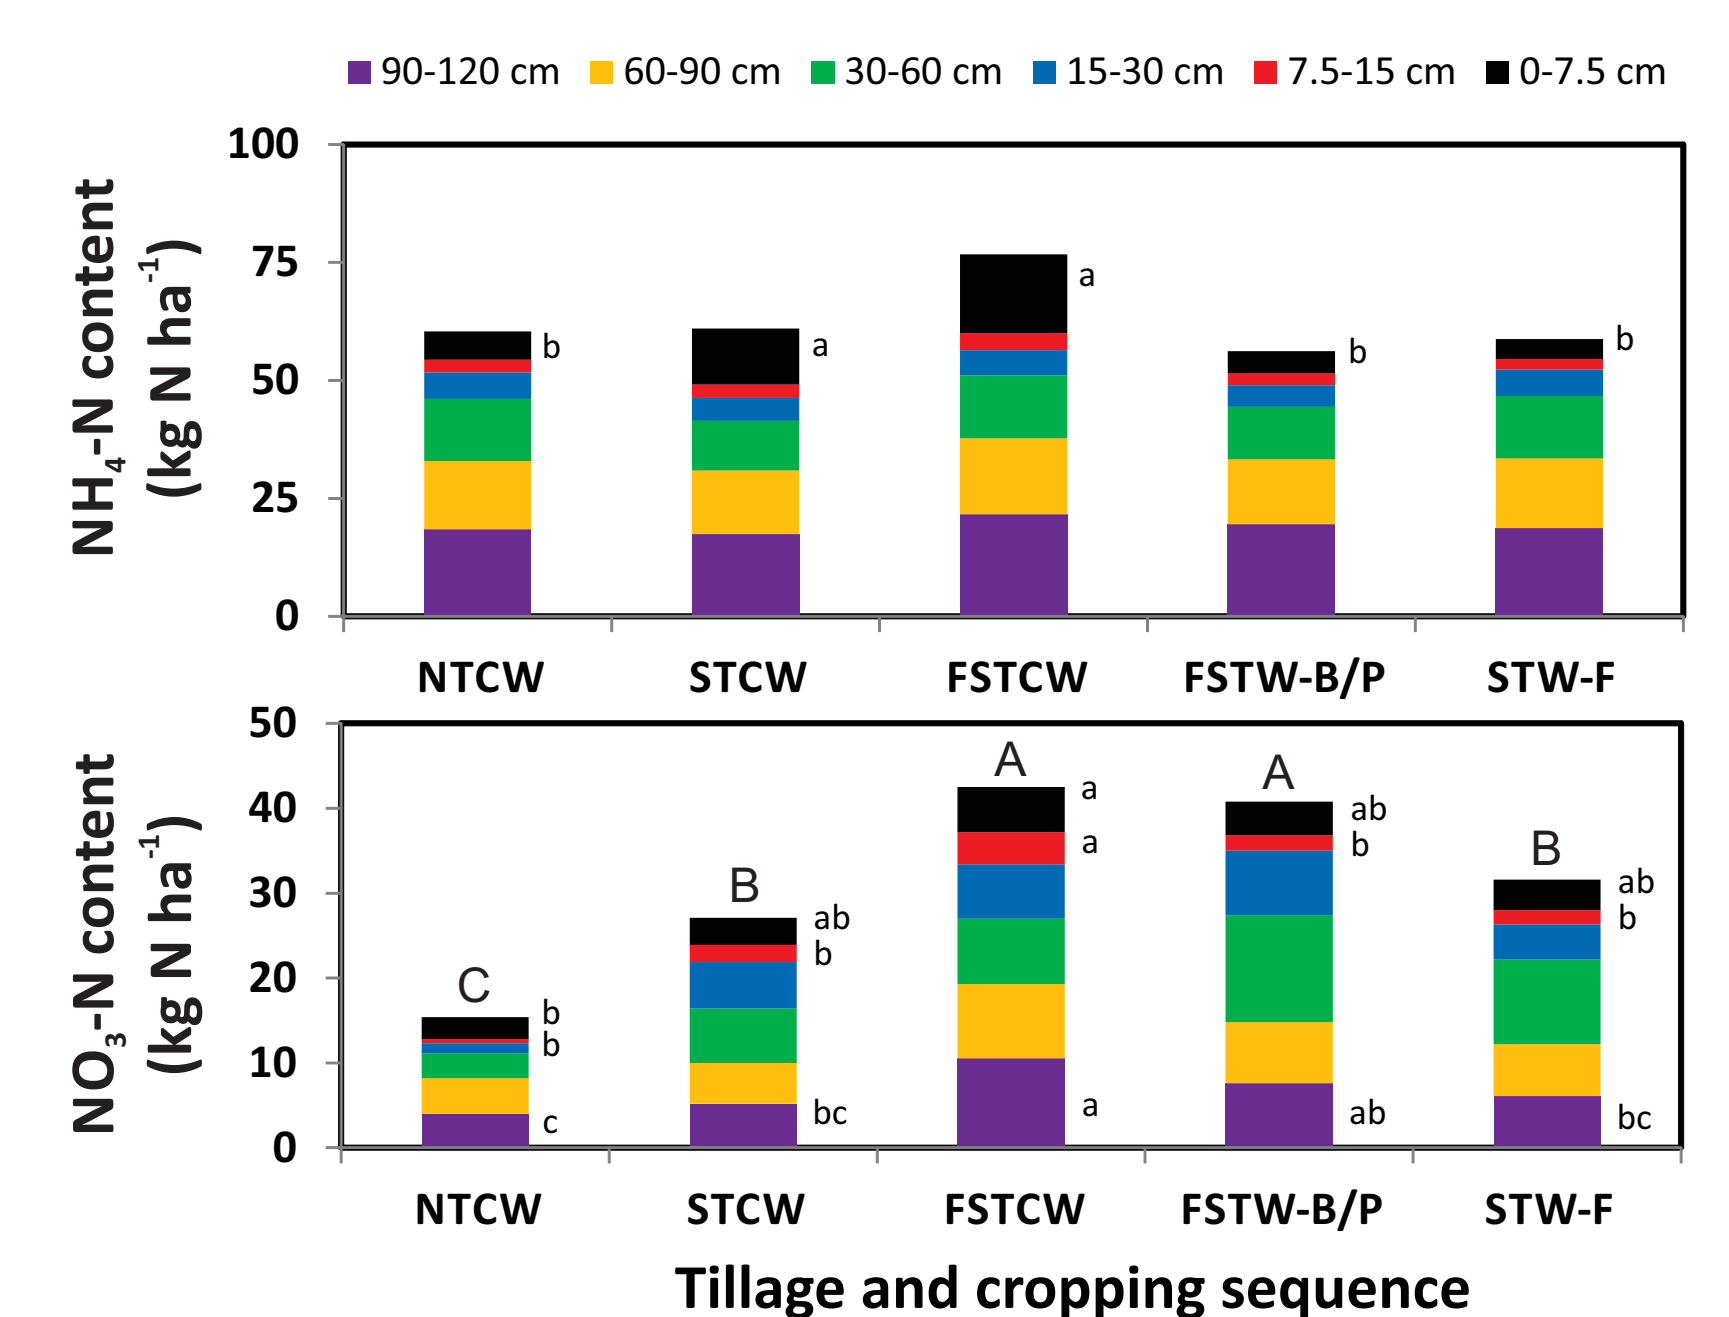 90-120 cm 60-90 cm 30-60 cm 15-30 cm 7.5-15 cm 0-7.5 cm
NH₄-N content
(kg N ha⁻¹)
100
75
50
25
0
b
a
a
b
b
NTCW STCW FSTCW FSTW-B/P STW-F
NO₃-N content
(kg N ha⁻¹)
50
40
30
20
10
0
C
b
b
c
B
ab
b
bc
A
a
a
a
A
ab
b
ab
B
ab
b
bc
NTCW STCW FSTCW FSTW-B/P STW-F
Tillage and cropping sequence